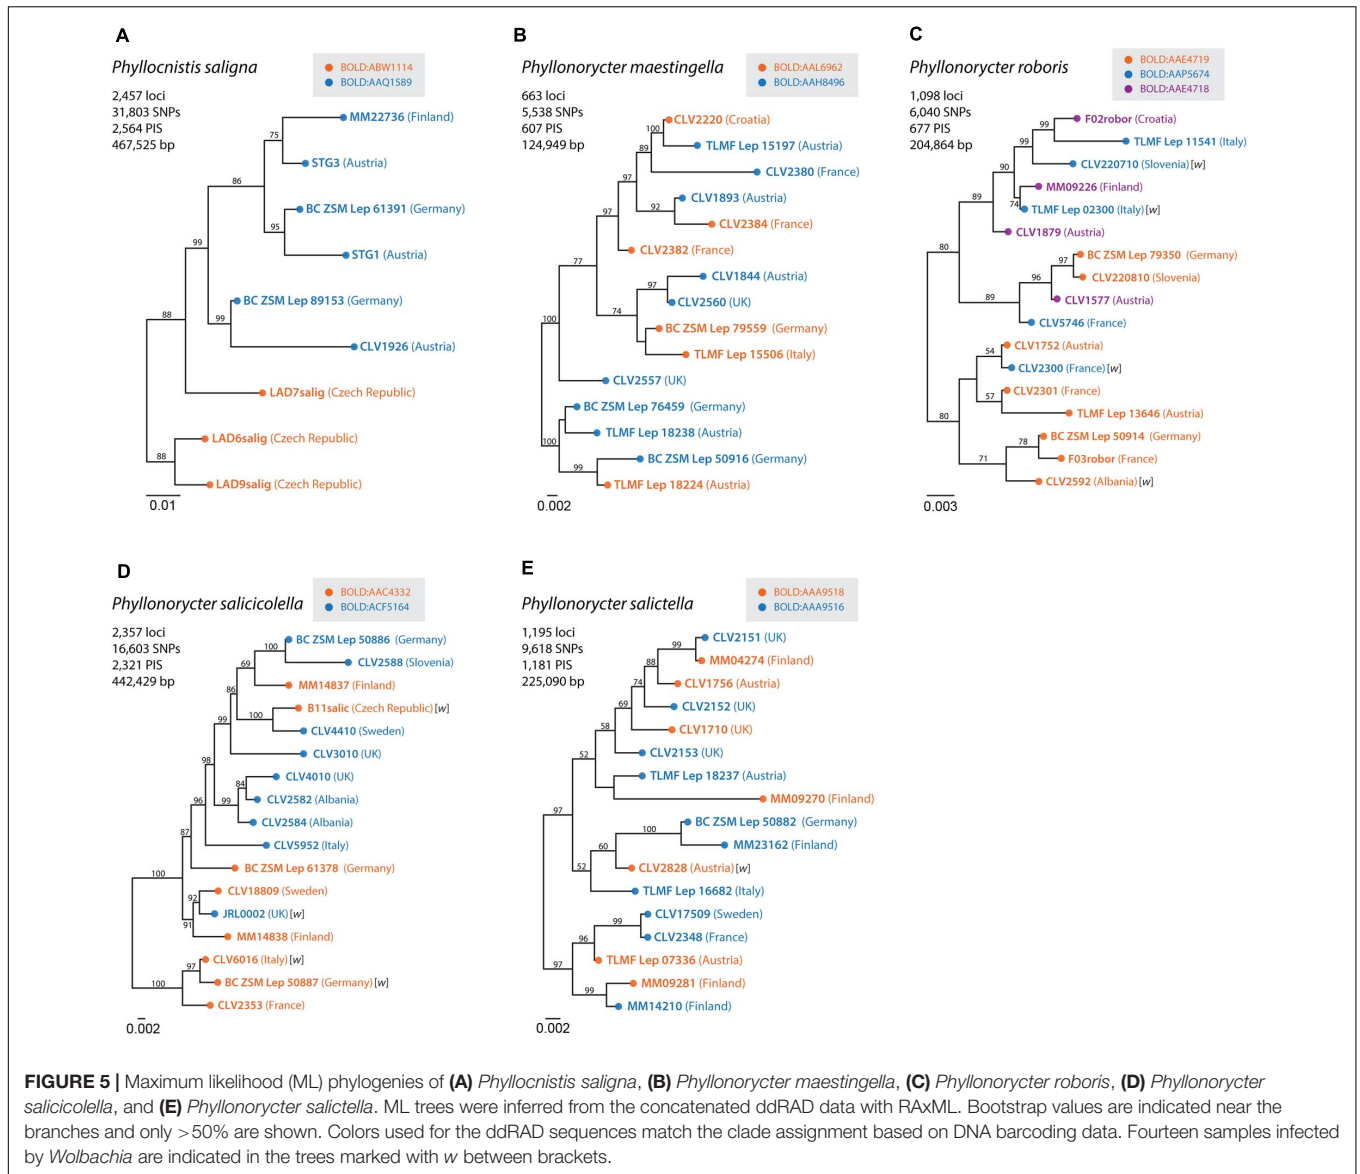 A
Phyllocnistis saligna
BOLD:ABW1114
BOLD:AAQ1589
2,457 loci
31,803 SNPs
2,564 PIS
467,525 bp
MM22736 (Finland)
75
STG3 (Austria)
86
BC ZSM Lep 61391 (Germany)
95
STG1 (Austria)
99
BC ZSM Lep 89153 (Germany)
99
CLV1926 (Austria)
88
LAD7salig (Czech Republic)
LAD6salig (Czech Republic)
88
LAD9salig (Czech Republic)
0.01
B
Phyllonorycter maestingella
BOLD:AAL6962
BOLD:AAH8496
663 loci
5,538 SNPs
607 PIS
124,949 bp
CLV2220 (Croatia)
100
TLMF Lep 15197 (Austria)
89
CLV2380 (France)
97
CLV1893 (Austria)
92
97
CLV2384 (France)
CLV2382 (France)
77
CLV1844 (Austria)
97
CLV2560 (UK)
74
BC ZSM Lep 79559 (Germany)
100
TLMF Lep 15506 (Italy)
CLV2557 (UK)
BC ZSM Lep 76459 (Germany)
TLMF Lep 18238 (Austria)
100
BC ZSM Lep 50916 (Germany)
99
TLMF Lep 18224 (Austria)
0.002
C
Phyllonorycter roboris
BOLD:AAE4719
BOLD:AAP5674
BOLD:AAE4718
1,098 loci
6,040 SNPs
677 PIS
204,864 bp
F02robor (Croatia)
99
TLMF Lep 11541 (Italy)
99
CLV220710 (Slovenia)[w]
90
MM09226 (Finland)
74
TLMF Lep 02300 (Italy)[w]
89
CLV1879 (Austria)
80
BC ZSM Lep 79350 (Germany)
97
CLV220810 (Slovenia)
96
CLV1577 (Austria)
89
CLV5746 (France)
CLV1752 (Austria)
54
CLV2300 (France)[w]
CLV2301 (France)
57
TLMF Lep 13646 (Austria)
80
BC ZSM Lep 50914 (Germany)
78
F03robor (France)
71
CLV2592 (Albania)[w]
0.003
D
Phyllonorycter salicicolella
BOLD:AAC4332
BOLD:ACF5164
2,357 loci
16,603 SNPs
2,321 PIS
442,429 bp
BC ZSM Lep 50886 (Germany)
100
CLV2588 (Slovenia)
69
MM14837 (Finland)
86
B11salic (Czech Republic)[w]
100
CLV4410 (Sweden)
99
CLV3010 (UK)
98
CLV4010 (UK)
84
CLV2582 (Albania)
99
96
CLV2584 (Albania)
CLV5952 (Italy)
87
BC ZSM Lep 61378 (Germany)
100
CLV18809 (Sweden)
92
JRL0002 (UK)[w]
91
MM14838 (Finland)
CLV6016 (Italy)[w]
97
BC ZSM Lep 50887 (Germany)[w]
100
CLV2353 (France)
0.002
E
Phyllonorycter salictella
BOLD:AAA9518
BOLD:AAA9516
1,195 loci
9,618 SNPs
1,181 PIS
225,090 bp
CLV2151 (UK)
99
MM04274 (Finland)
88
CLV1756 (Austria)
74
CLV2152 (UK)
69
CLV1710 (UK)
58
CLV2153 (UK)
52
TLMF Lep 18237 (Austria)
MM09270 (Finland)
97
BC ZSM Lep 50882 (Germany)
100
MM23162 (Finland)
60
CLV2828 (Austria)[w]
52
TLMF Lep 16682 (Italy)
CLV17509 (Sweden)
99
CLV2348 (France)
96
TLMF Lep 07336 (Austria)
97
MM09281 (Finland)
99
MM14210 (Finland)
0.002
FIGURE 5 | Maximum likelihood (ML) phylogenies of (A) Phyllocnistis saligna, (B) Phyllonorycter maestingella, (C) Phyllonorycter roboris, (D) Phyllonorycter
salicicolella, and (E) Phyllonorycter salictella. ML trees were inferred from the concatenated ddRAD data with RAxML. Bootstrap values are indicated near the
branches and only >50% are shown. Colors used for the ddRAD sequences match the clade assignment based on DNA barcoding data. Fourteen samples infected
by Wolbachia are indicated in the trees marked with w between brackets.